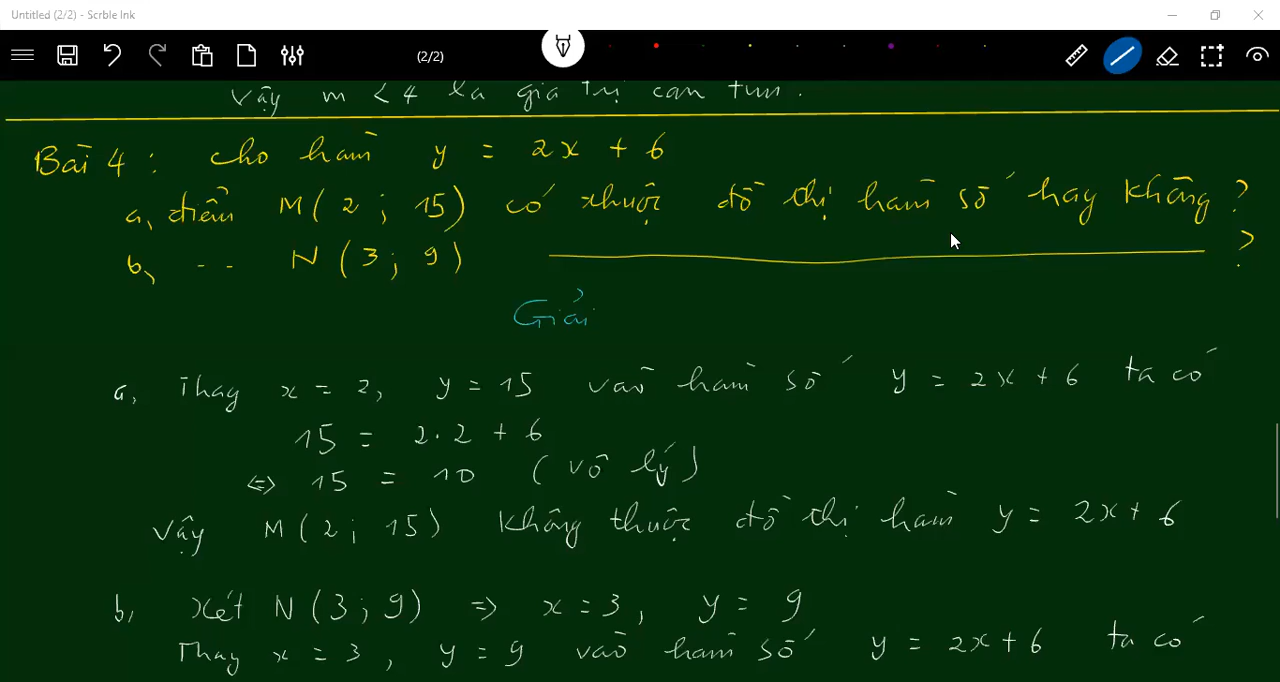 Untitled (2/2) - Scrble Ink
(2/2)
Vậy m < 4 là giá trị cần tìm.
Bài 4 : cho hàm y = 2x + 6
a, điểm M(2 ; 15) có thuộc đồ thị hàm số hay không ?
b, -- N(3 ; 9) ?
Giải
a, Thay x = 2, y = 15 vào hàm số y = 2x + 6 ta có
15 = 2.2 + 6
<=> 15 = 10 (vô lý)
Vậy M(2 ; 15) không thuộc đồ thị hàm y = 2x + 6
b, Xét N(3 ; 9) => x = 3, y = 9
Thay x = 3, y = 9 vào hàm số y = 2x + 6 ta có